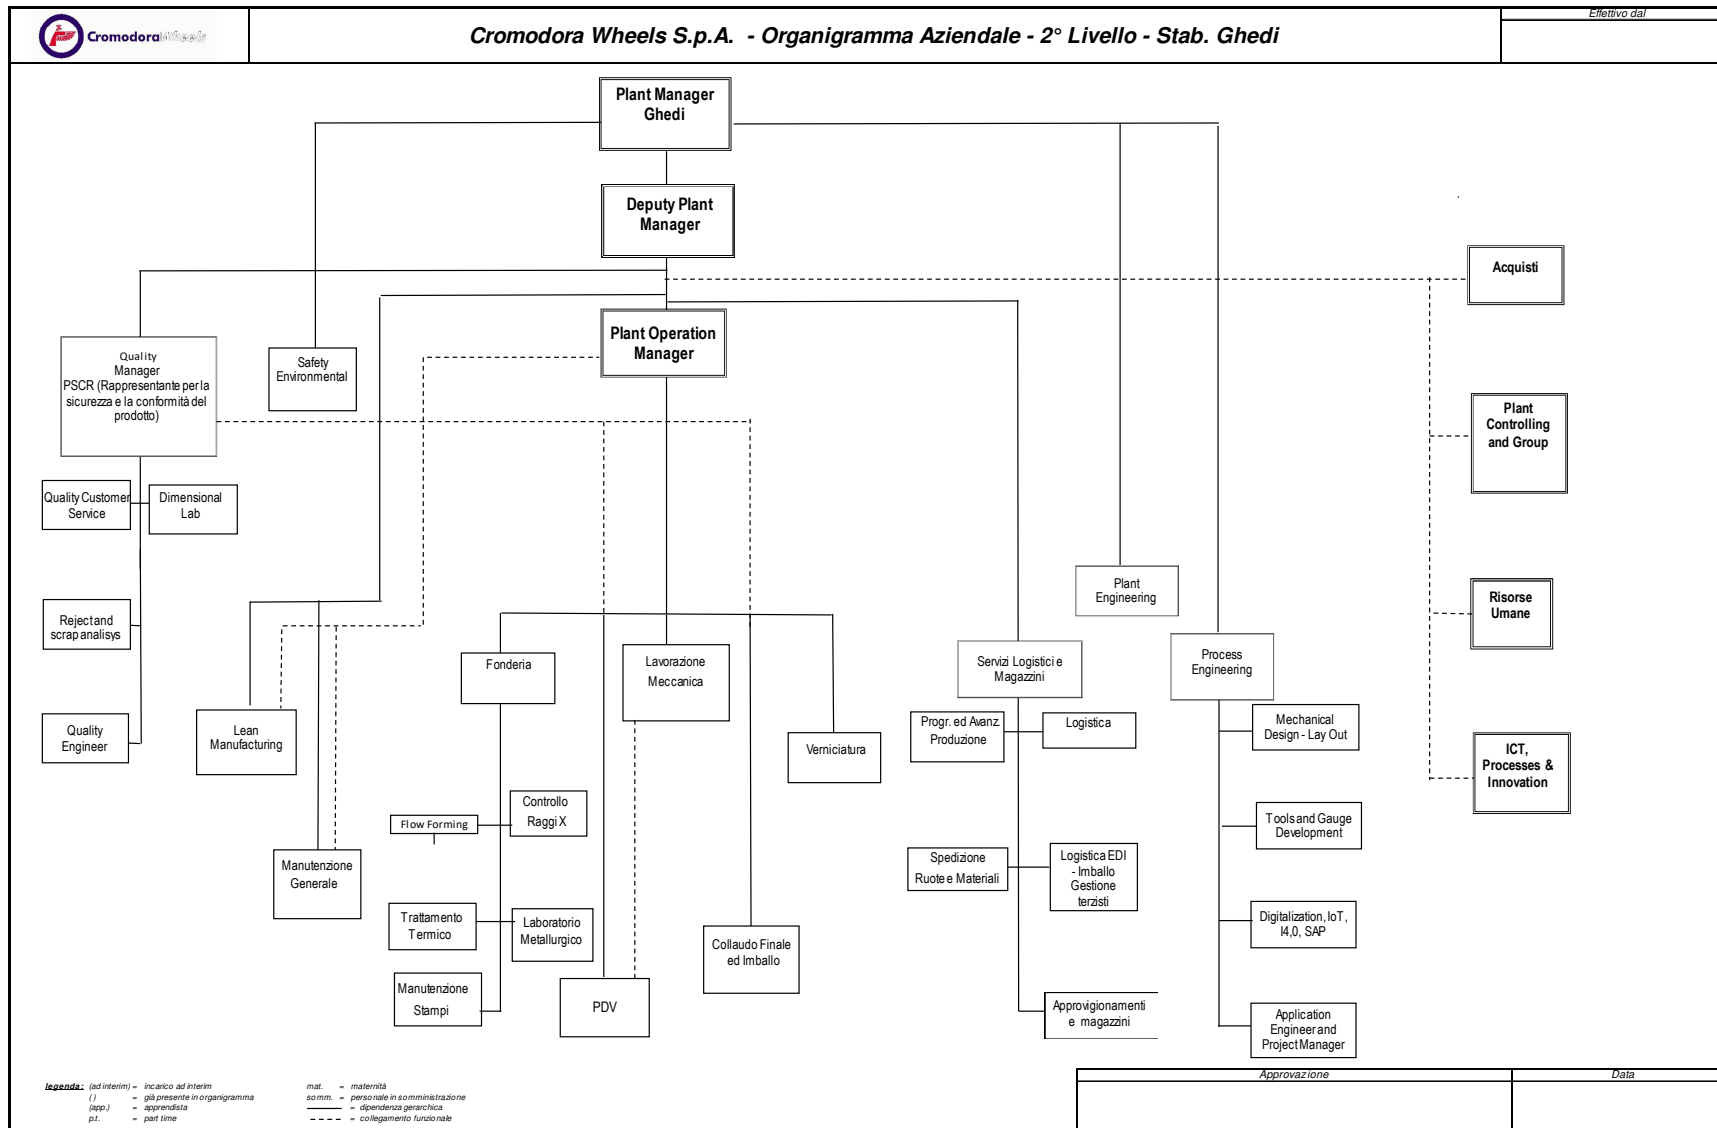 CromodoraWheels
Cromodora Wheels S.p.A. - Organigramma Aziendale - 2° Livello - Stab. Ghedi
Effettivo dal
Plant Manager
Ghedi
Deputy Plant
Manager
Acquisti
Plant Operation
Manager
Quality
Manager
PSCR (Rappresentante per la
sicurezza e la conformità del
prodotto)
Safety
Environmental
Plant
Controlling
and Group
Quality Customer
Service
Dimensional
Lab
Plant
Engineering
Risorse
Umane
Reject and
scrap analisys
Fonderia
Lavorazione
Meccanica
Servizi Logistici e
Magazzini
Process
Engineering
Quality
Engineer
Lean
Manufacturing
Verniciatura
Progr. ed Avanz.
Produzione
Logistica
Mechanical
Design - Lay Out
ICT,
Processes &
Innovation
Flow Forming
Controllo
Raggi X
Tools and Gauge
Development
Manutenzione
Generale
Spedizione
Ruote e Materiali
Logistica EDI
- Imballo
Gestione
terzisti
Trattamento
Termico
Laboratorio
Metallurgico
Collaudo Finale
ed Imballo
Digitalization, IoT,
I4,0, SAP
Manutenzione
Stampi
PDV
Approvigionamenti
e magazzini
Application
Engineer and
Project Manager
legenda: (ad interim) = incarico ad interim
( ) = già presente in organigramma
(app.) = apprendista
p.t. = part time
mat. = maternità
somm. = personale in somministrazione
= dipendenza gerarchica
= collegamento funzionale
Approvazione
Data